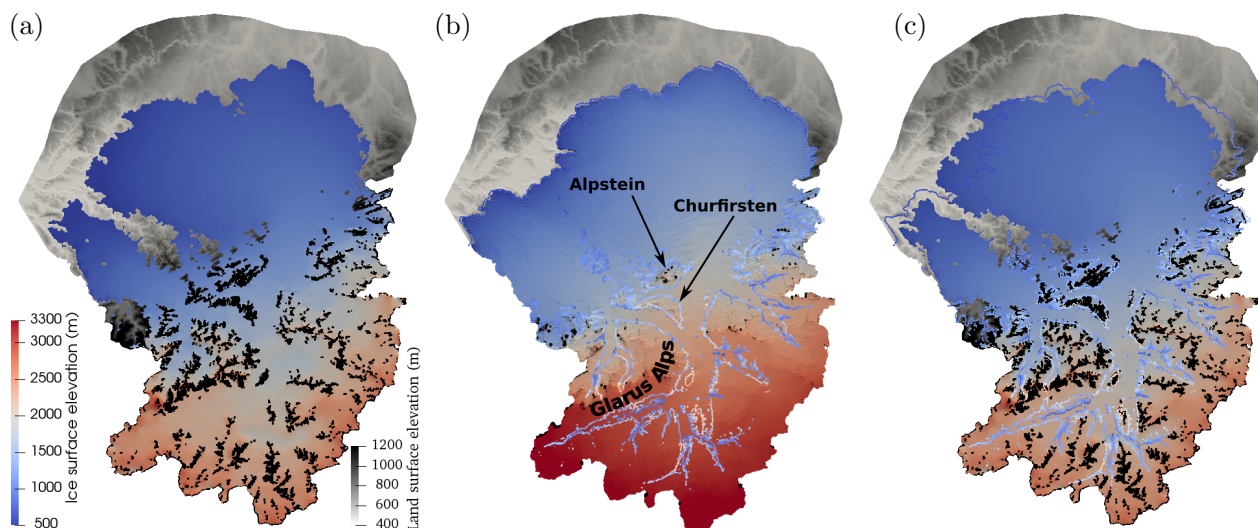 (a)
(b)
(c)
Alpstein
Churfirsten
Glarus Alps
3300
3000
2500
2000
1500
1000
500
Ice surface elevation (m)
1200
1000
800
600
400
Land surface elevation (m)